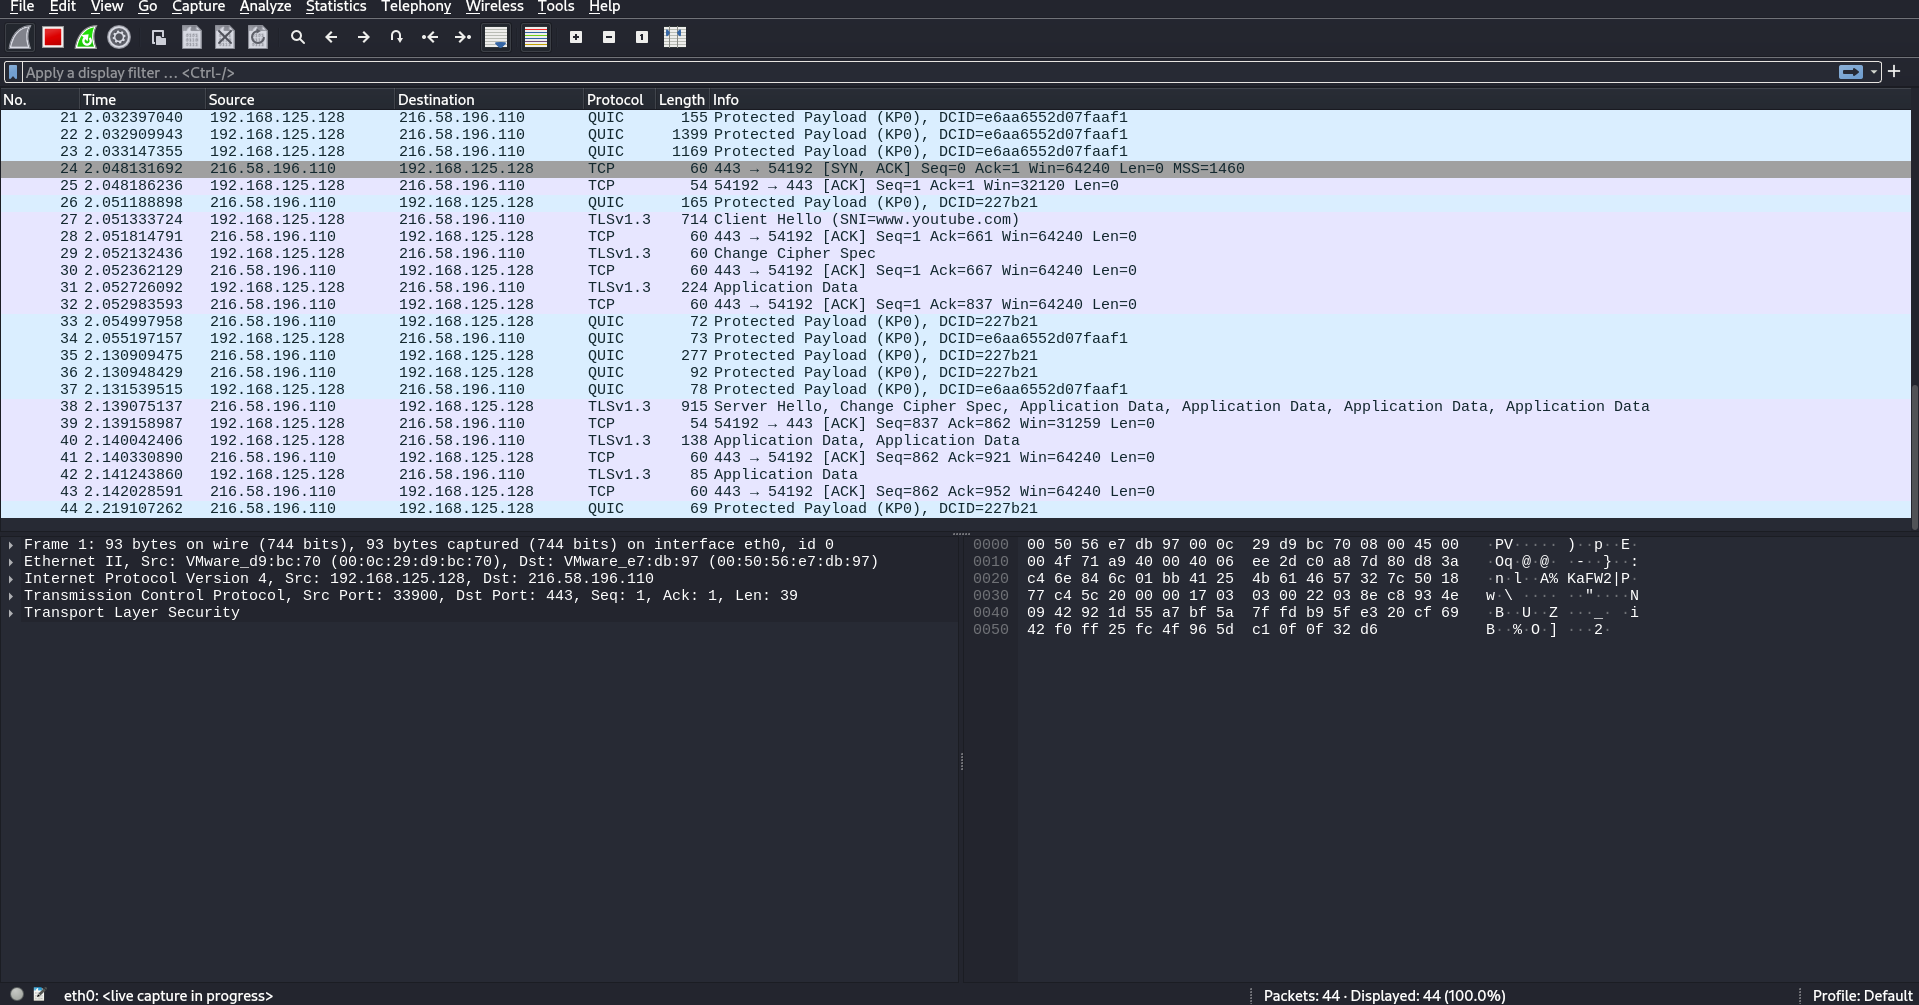 File Edit View Go Capture Analyze Statistics Telephony Wireless Tools Help
Apply a display filter … <Ctrl-/>
No. Time Source Destination Protocol Length Info
21 2.032397040 192.168.125.128 216.58.196.110 QUIC 155 Protected Payload (KP0), DCID=e6aa6552d07faaf1
22 2.032909943 192.168.125.128 216.58.196.110 QUIC 1399 Protected Payload (KP0), DCID=e6aa6552d07faaf1
23 2.033147355 192.168.125.128 216.58.196.110 QUIC 1169 Protected Payload (KP0), DCID=e6aa6552d07faaf1
24 2.048131692 216.58.196.110 192.168.125.128 TCP 60 443 → 54192 [SYN, ACK] Seq=0 Ack=1 Win=64240 Len=0 MSS=1460
25 2.048186236 192.168.125.128 216.58.196.110 TCP 54 54192 → 443 [ACK] Seq=1 Ack=1 Win=32120 Len=0
26 2.051188898 216.58.196.110 192.168.125.128 QUIC 165 Protected Payload (KP0), DCID=227b21
27 2.051333724 192.168.125.128 216.58.196.110 TLSv1.3 714 Client Hello (SNI=www.youtube.com)
28 2.051814791 216.58.196.110 192.168.125.128 TCP 60 443 → 54192 [ACK] Seq=1 Ack=661 Win=64240 Len=0
29 2.052132436 192.168.125.128 216.58.196.110 TLSv1.3 60 Change Cipher Spec
30 2.052362129 216.58.196.110 192.168.125.128 TCP 60 443 → 54192 [ACK] Seq=1 Ack=667 Win=64240 Len=0
31 2.052726092 192.168.125.128 216.58.196.110 TLSv1.3 224 Application Data
32 2.052983593 216.58.196.110 192.168.125.128 TCP 60 443 → 54192 [ACK] Seq=1 Ack=837 Win=64240 Len=0
33 2.054997958 216.58.196.110 192.168.125.128 QUIC 72 Protected Payload (KP0), DCID=227b21
34 2.055197157 192.168.125.128 216.58.196.110 QUIC 73 Protected Payload (KP0), DCID=e6aa6552d07faaf1
35 2.130909475 216.58.196.110 192.168.125.128 QUIC 277 Protected Payload (KP0), DCID=227b21
36 2.130948429 216.58.196.110 192.168.125.128 QUIC 92 Protected Payload (KP0), DCID=227b21
37 2.131539515 192.168.125.128 216.58.196.110 QUIC 78 Protected Payload (KP0), DCID=e6aa6552d07faaf1
38 2.139075137 216.58.196.110 192.168.125.128 TLSv1.3 915 Server Hello, Change Cipher Spec, Application Data, Application Data, Application Data, Application Data
39 2.139158987 192.168.125.128 216.58.196.110 TCP 54 54192 → 443 [ACK] Seq=837 Ack=862 Win=31259 Len=0
40 2.140042406 192.168.125.128 216.58.196.110 TLSv1.3 138 Application Data, Application Data
41 2.140330890 216.58.196.110 192.168.125.128 TCP 60 443 → 54192 [ACK] Seq=862 Ack=921 Win=64240 Len=0
42 2.141243860 192.168.125.128 216.58.196.110 TLSv1.3 85 Application Data
43 2.142028591 216.58.196.110 192.168.125.128 TCP 60 443 → 54192 [ACK] Seq=862 Ack=952 Win=64240 Len=0
44 2.219107262 216.58.196.110 192.168.125.128 QUIC 69 Protected Payload (KP0), DCID=227b21
Frame 1: 93 bytes on wire (744 bits), 93 bytes captured (744 bits) on interface eth0, id 0
Ethernet II, Src: VMware_d9:bc:70 (00:0c:29:d9:bc:70), Dst: VMware_e7:db:97 (00:50:56:e7:db:97)
Internet Protocol Version 4, Src: 192.168.125.128, Dst: 216.58.196.110
Transmission Control Protocol, Src Port: 33900, Dst Port: 443, Seq: 1, Ack: 1, Len: 39
Transport Layer Security
0000 00 50 56 e7 db 97 00 0c 29 d9 bc 70 08 00 45 00 ·PV····· )··p··E·
0010 00 4f 71 a9 40 00 40 06 ee 2d c0 a8 7d 80 d8 3a ·Oq·@·@· ·-··}··:
0020 c4 6e 84 6c 01 bb 41 25 4b 61 46 57 32 7c 50 18 ·n·l··A% KaFW2|P·
0030 77 c4 5c 20 00 00 17 03 03 00 22 03 8e c8 93 4e w·\ ···· ··"····N
0040 09 42 92 1d 55 a7 bf 5a 7f fd b9 5f e3 20 cf 69 ·B··U··Z ···_· ·i
0050 42 f0 ff 25 fc 4f 96 5d c1 0f 0f 32 d6 B··%·O·] ···2·
eth0: <live capture in progress> Packets: 44 · Displayed: 44 (100.0%) Profile: Default